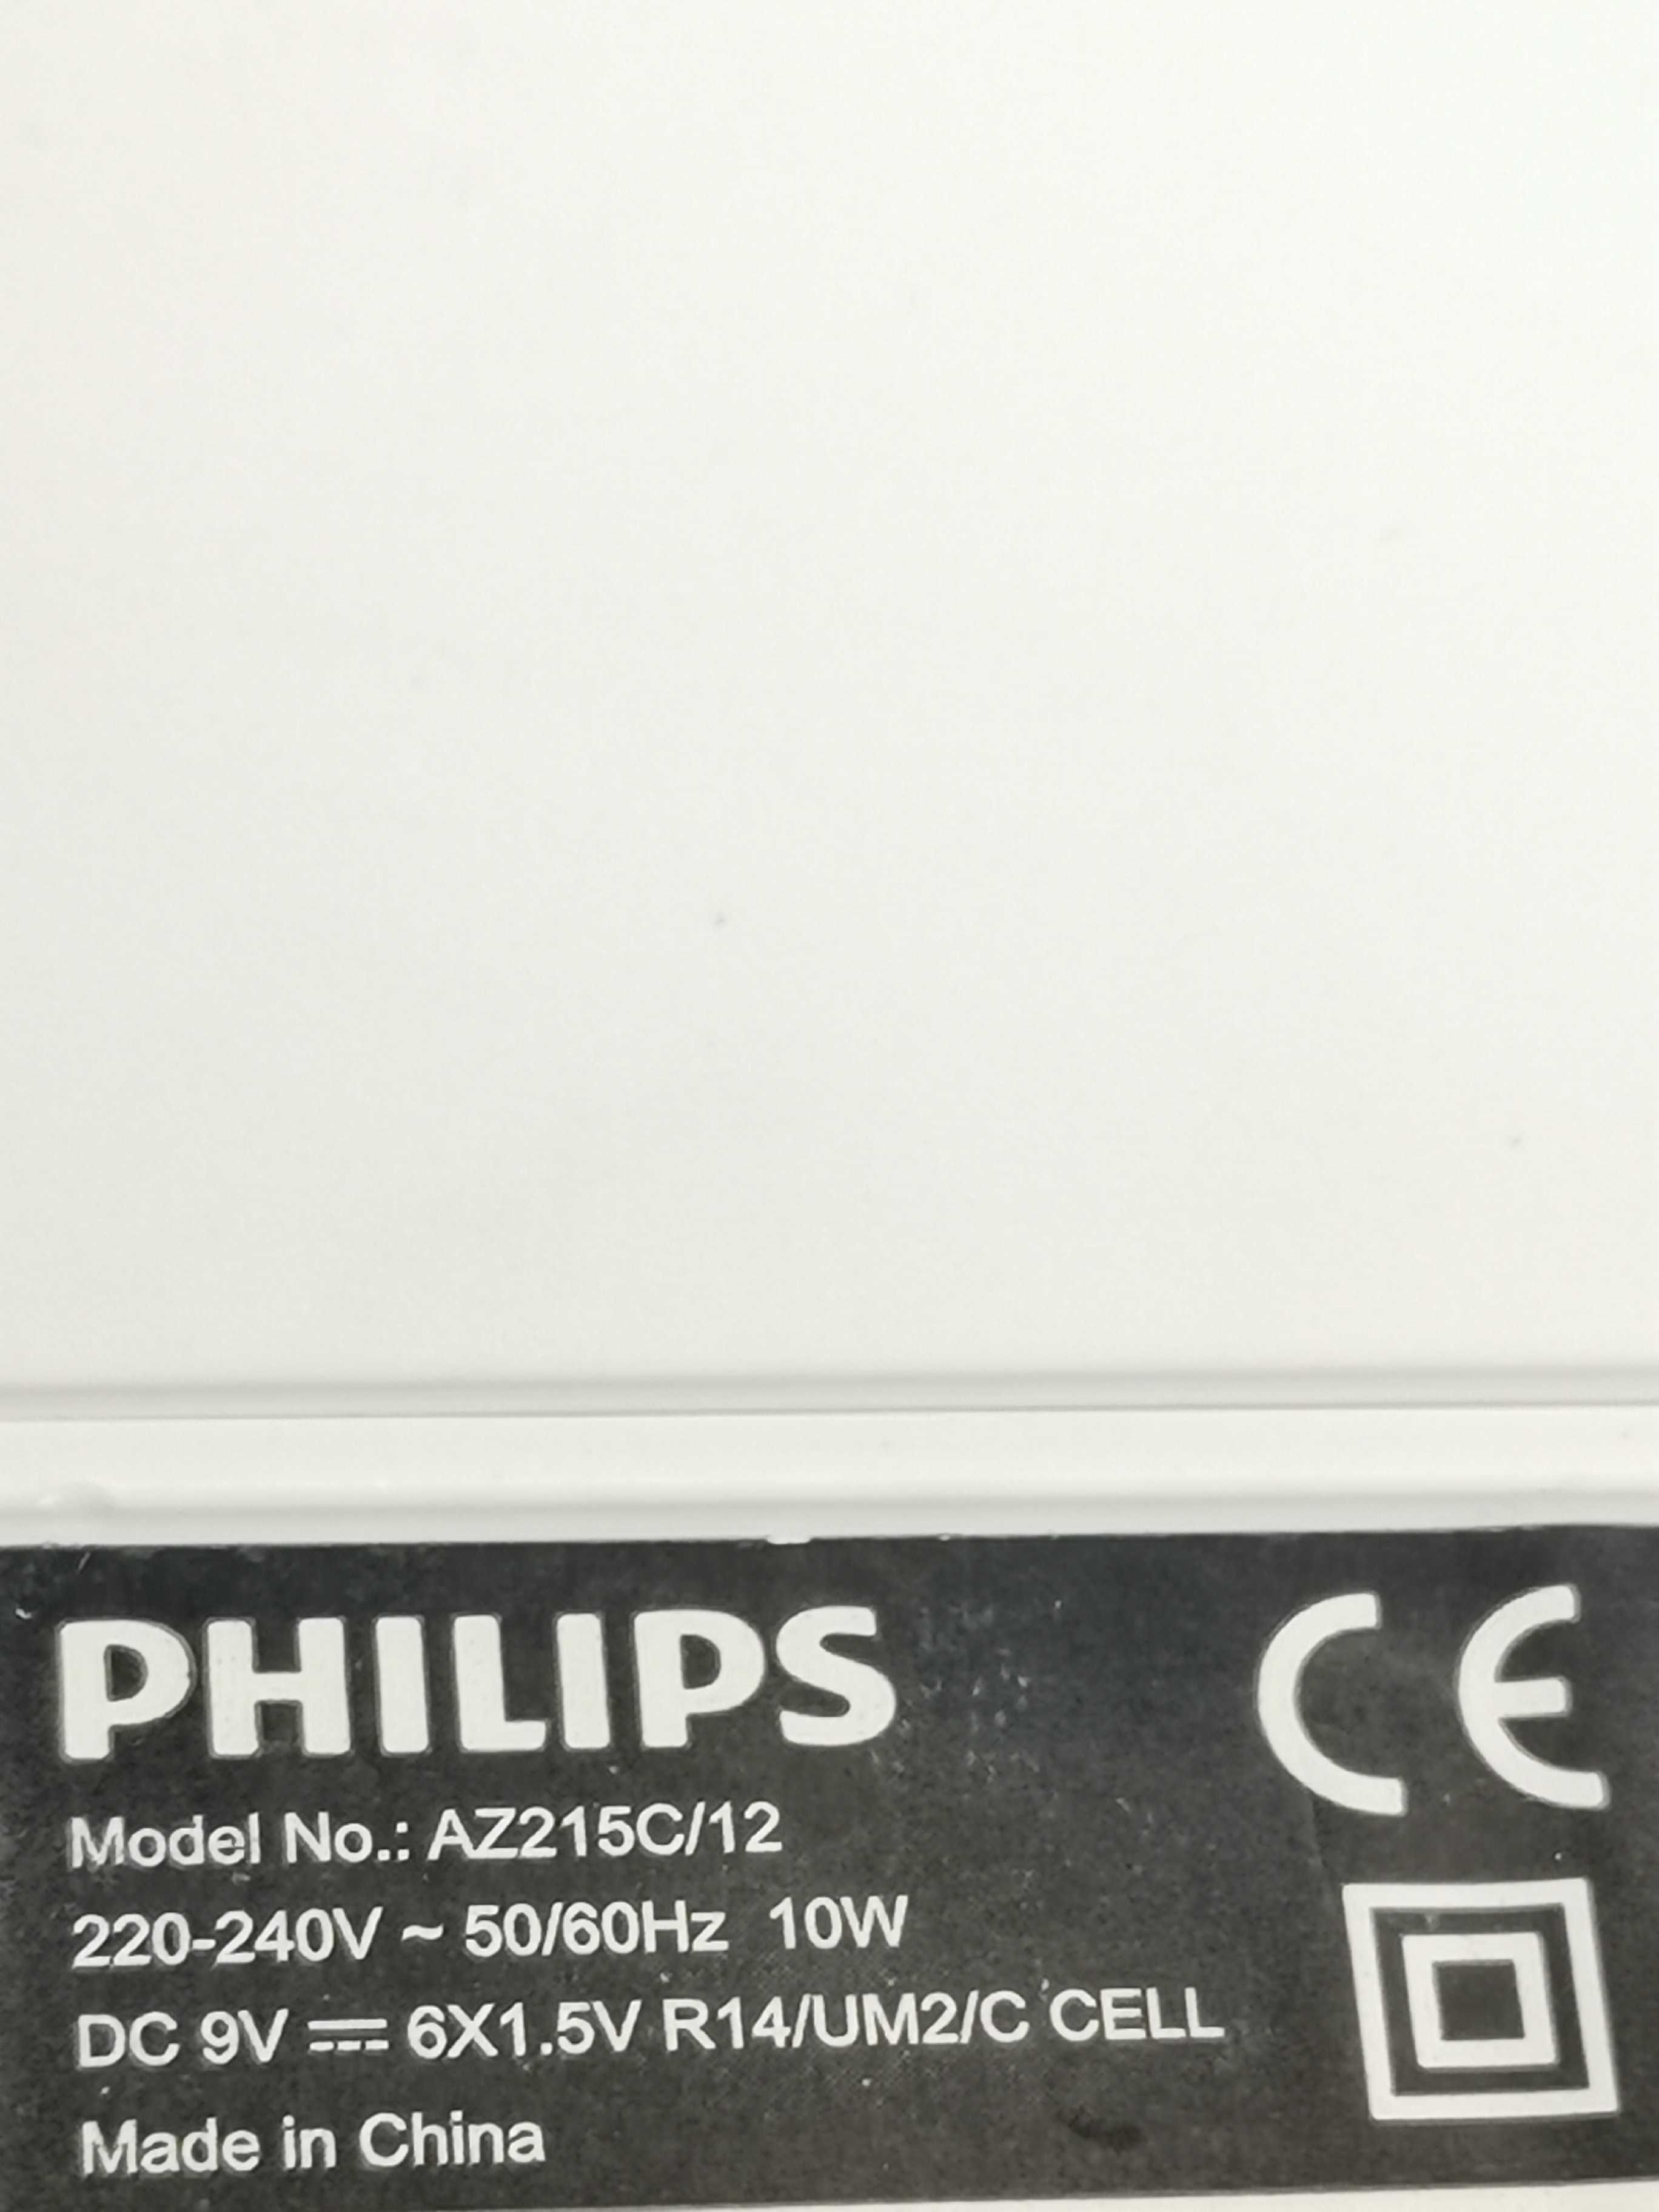 PHILIPS CE
Model No.: AZ215C/12
220-240V ~ 50/60Hz 10W
DC 9V ⎓ 6X1.5V R14/UM2/C CELL
Made in China